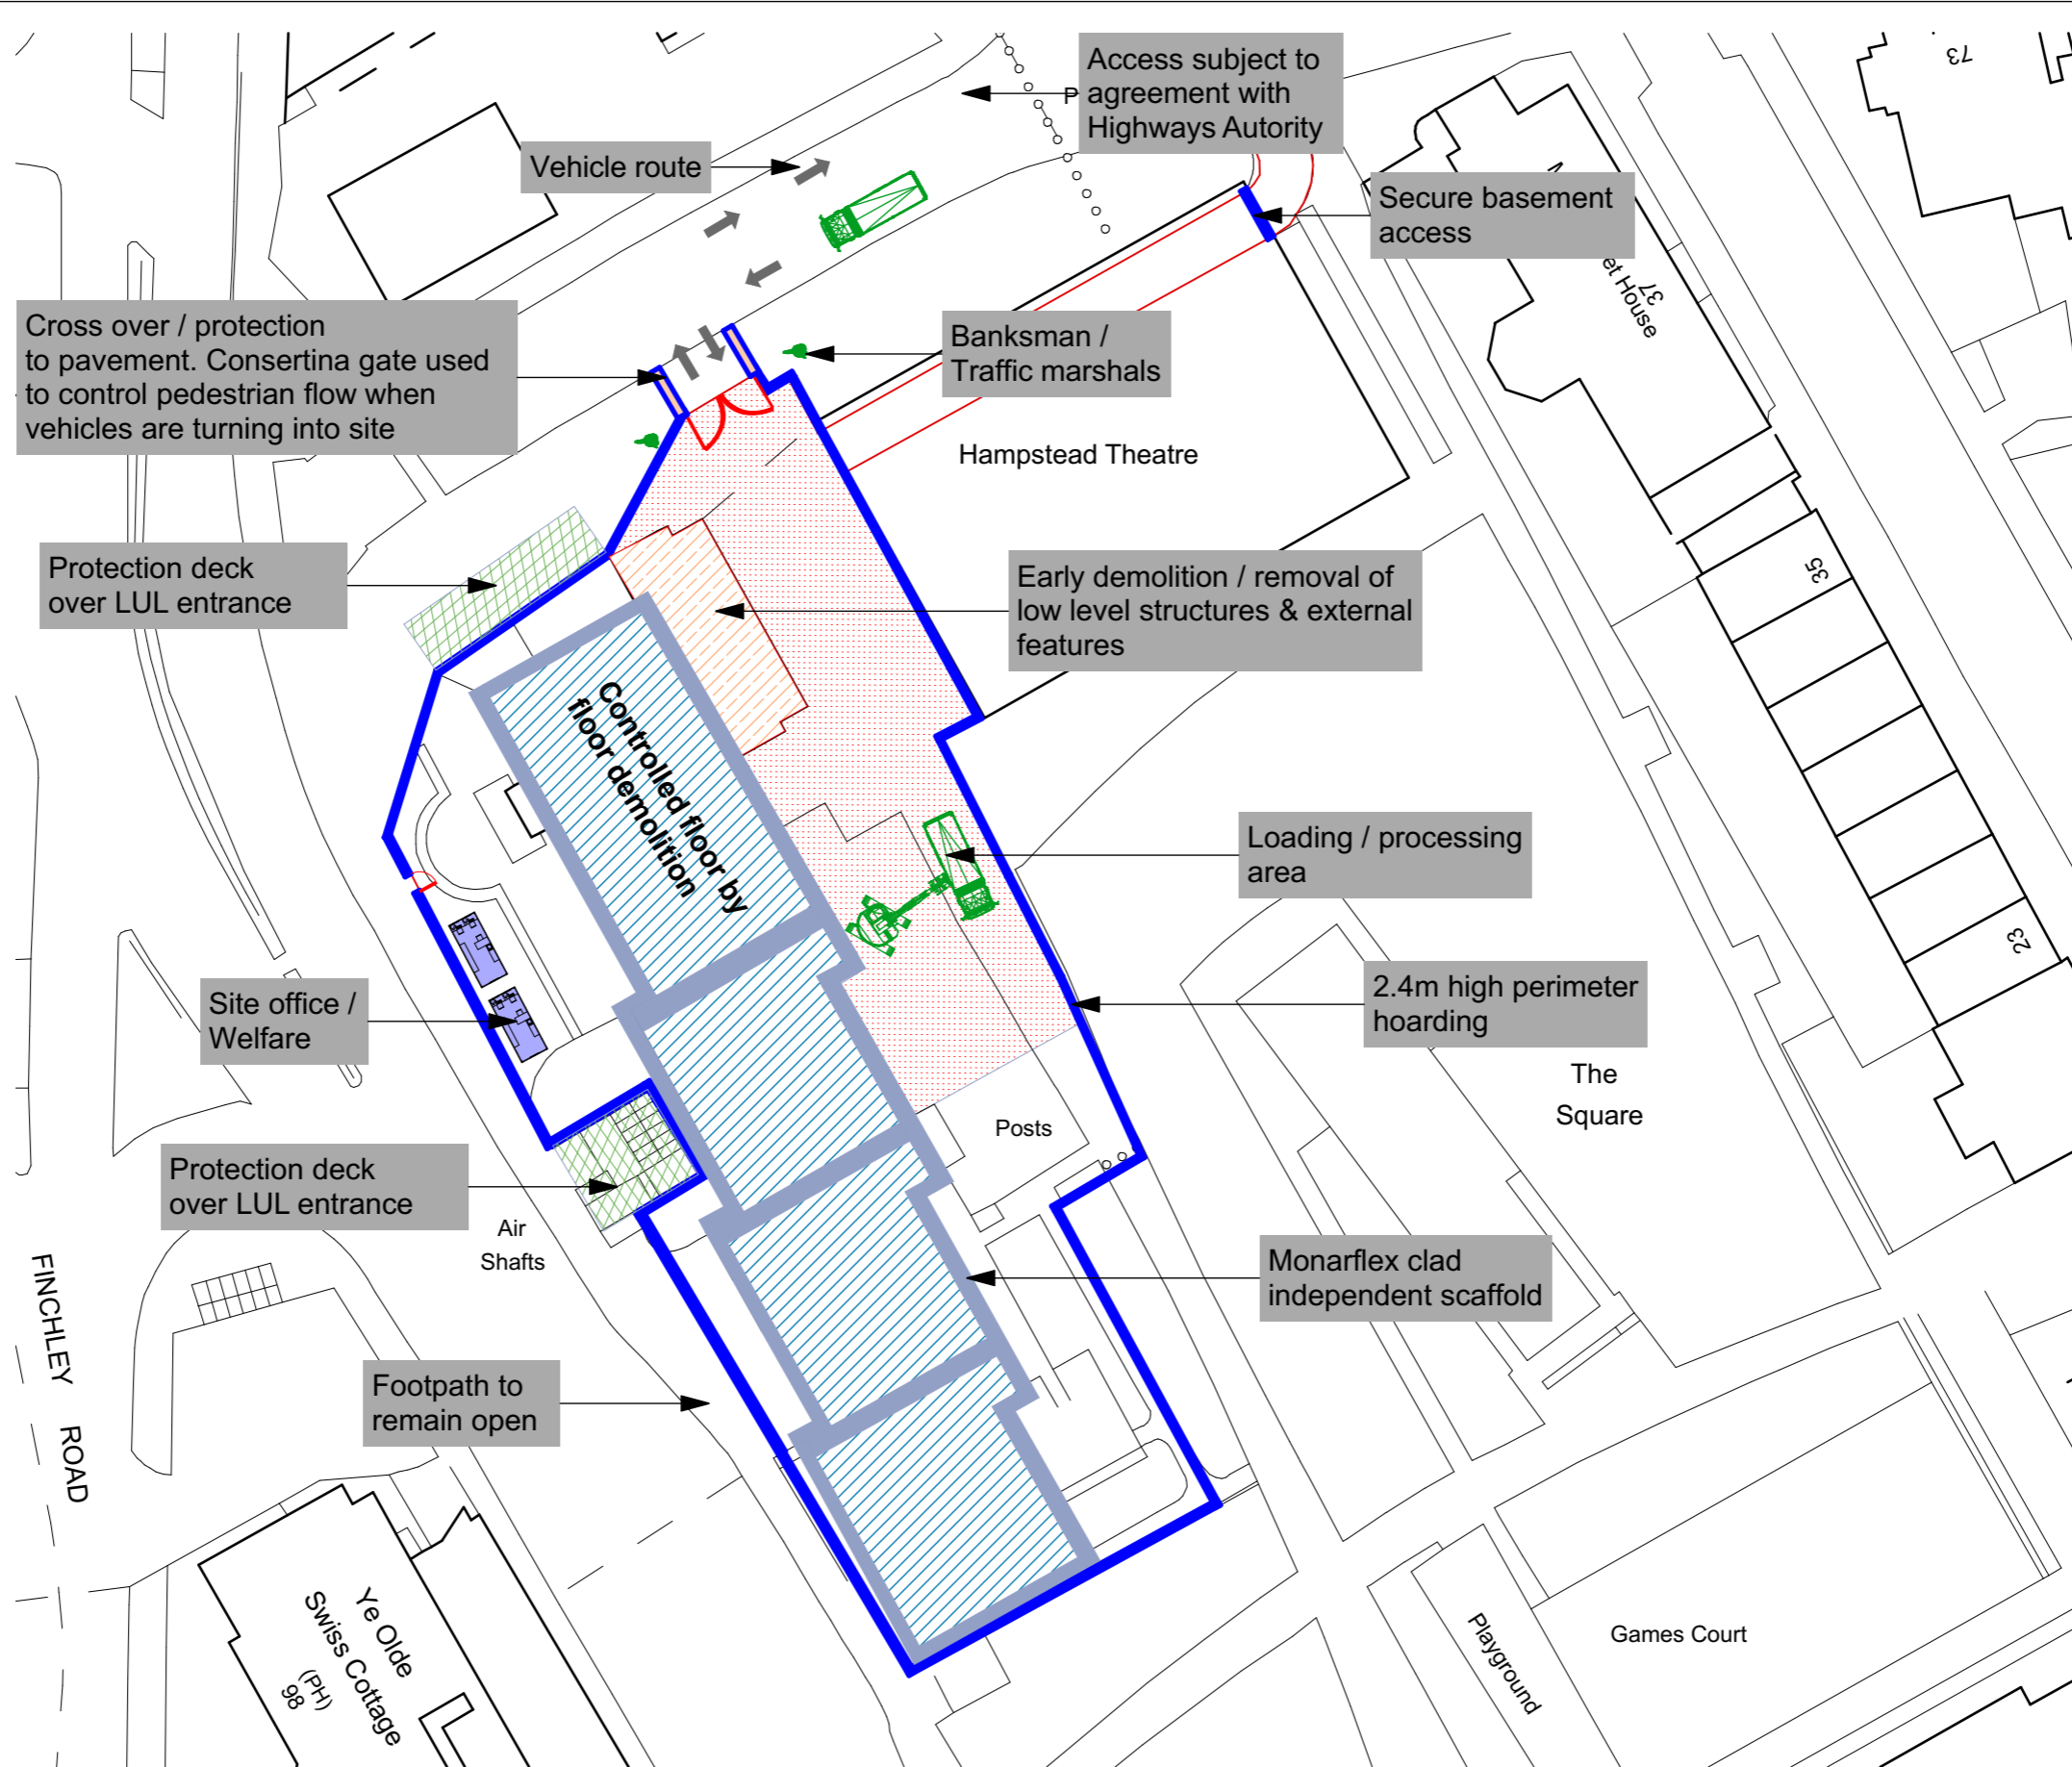 Access subject to
agreement with
Highways Autority
P
73
Vehicle route
Secure basement
access
et House
37
Cross over / protection
to pavement. Consertina gate used
to control pedestrian flow when
vehicles are turning into site
Banksman /
Traffic marshals
Hampstead Theatre
Protection deck
over LUL entrance
Early demolition / removal of
low level structures & external
features
35
Controlled floor by
floor demolition
Loading / processing
area
23
Site office /
Welfare
2.4m high perimeter
hoarding
The
Square
Posts
Protection deck
over LUL entrance
Air
Shafts
Monarflex clad
independent scaffold
FINCHLEY ROAD
Footpath to
remain open
Ye Olde
Swiss Cottage
(PH)
98
Playground
Games Court